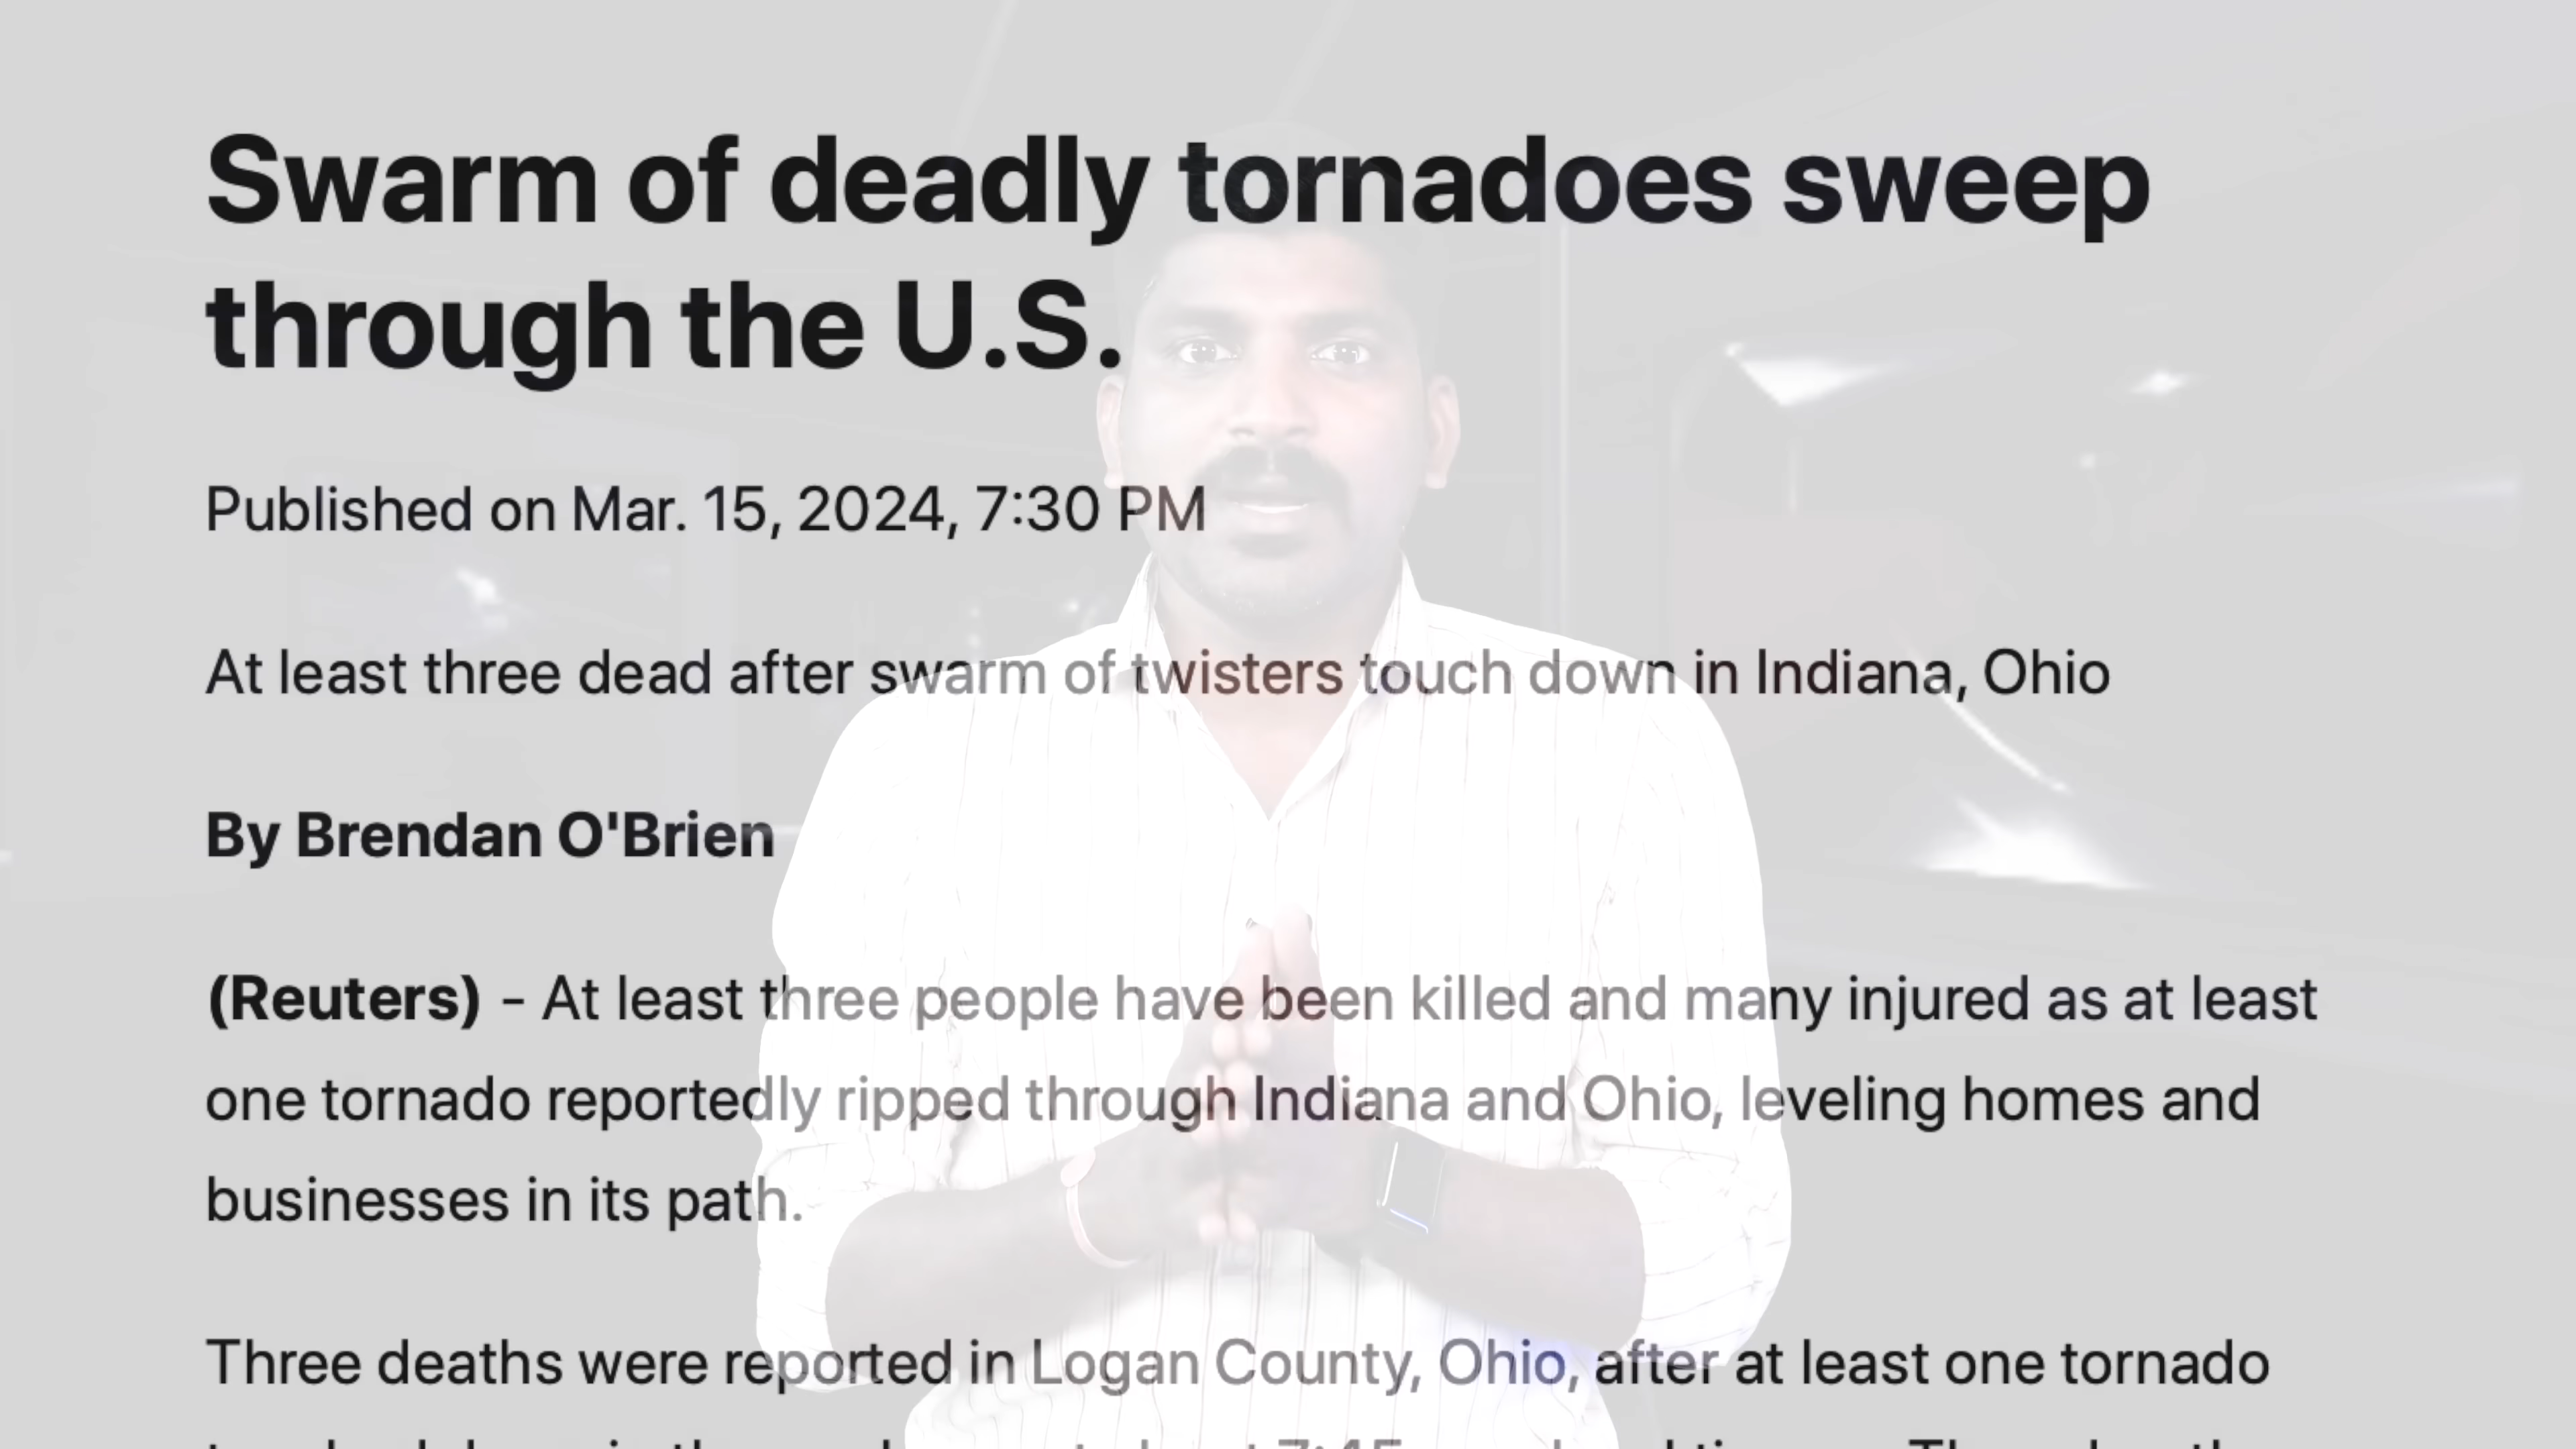 Swarm of deadly tornadoes sweep
through the U.S.
Published on Mar. 15, 2024, 7:30 PM
At least three dead after swarm of twisters touch down in Indiana, Ohio
By Brendan O'Brien
(Reuters) - At least three people have been killed and many injured as at least
one tornado reportedly ripped through Indiana and Ohio, leveling homes and
businesses in its path.
Three deaths were reported in Logan County, Ohio, after at least one tornado